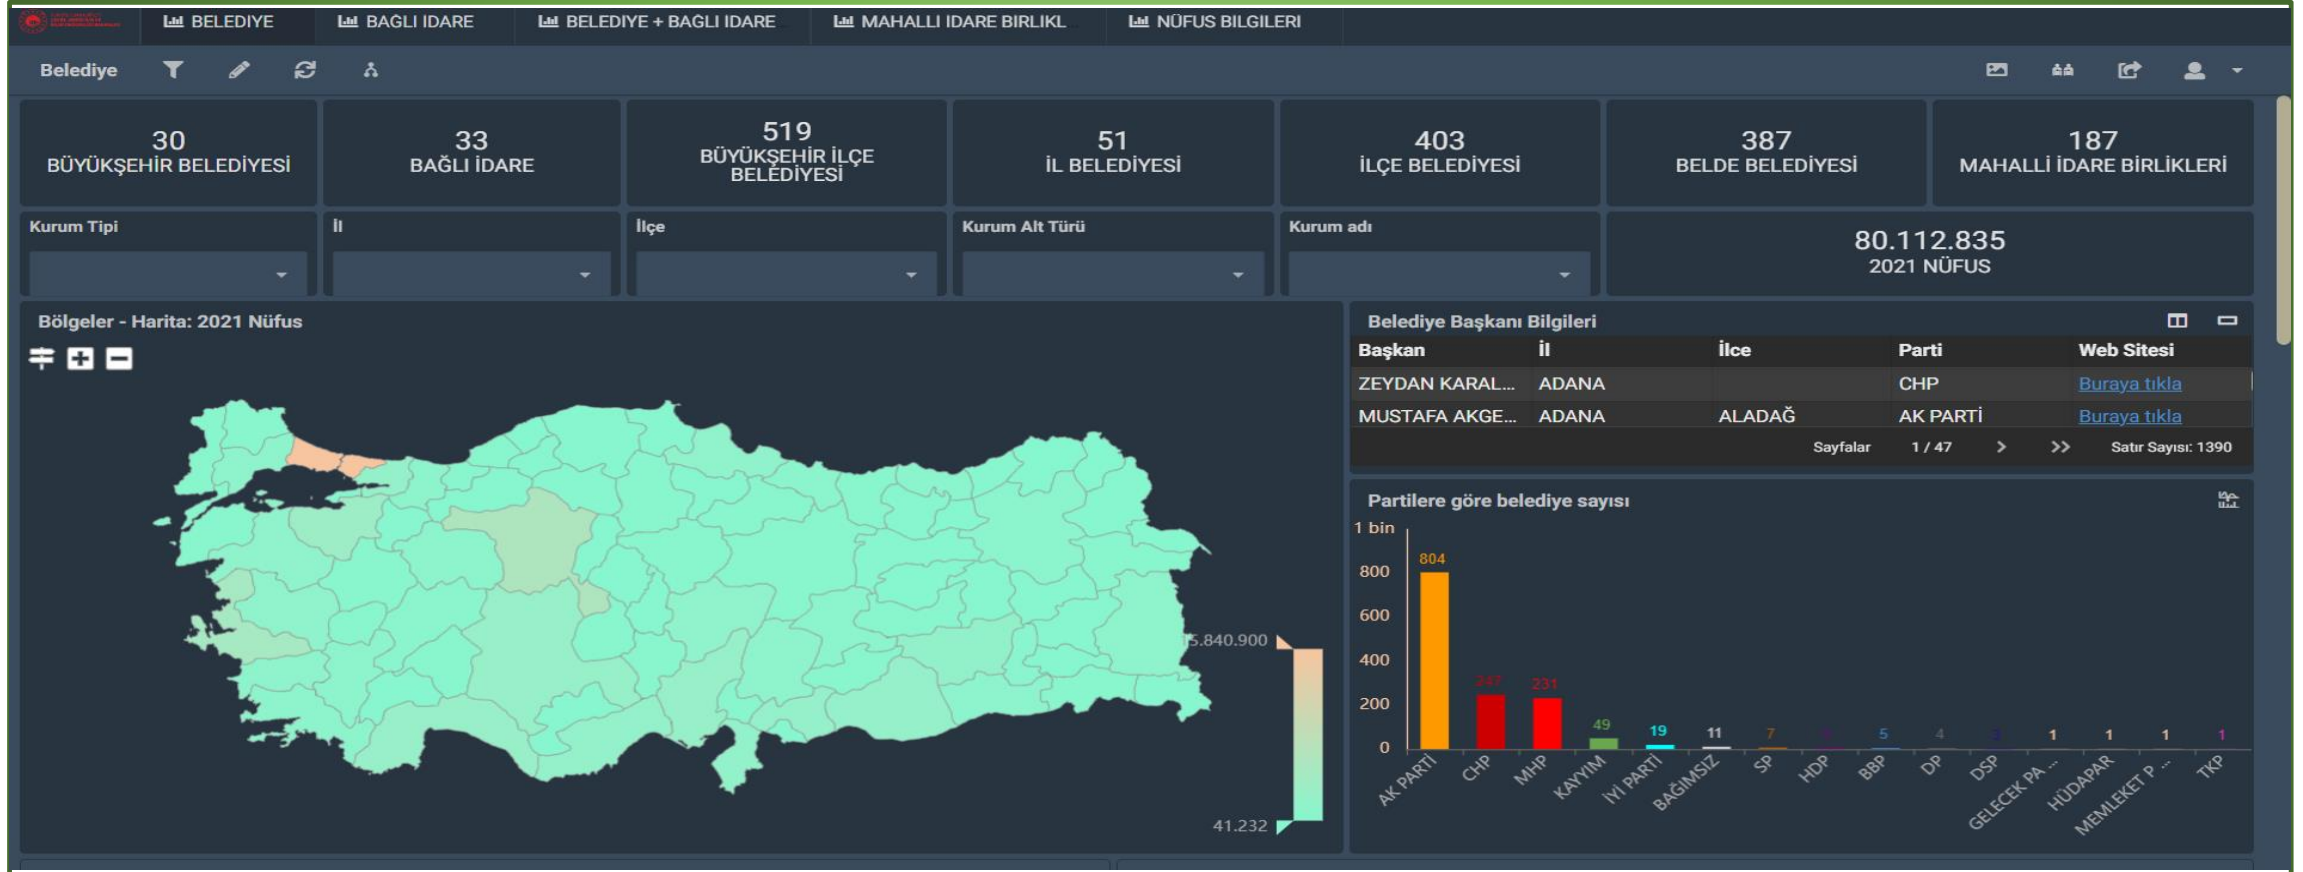 BELEDIYE
BAĞLI IDARE
BELEDIYE + BAGLI IDARE
MAHALLI IDARE BIRLIKL
NÜFUS BILGILERI
Belediye
30
BÜYÜKŞEHİR BELEDİYESİ
33
BAĞLI İDARE
519
BÜYÜKŞEHİR İLÇE
BELEDİYESİ
51
İL BELEDİYESİ
403
İLÇE BELEDİYESİ
387
BELDE BELEDİYESİ
187
MAHALLİ İDARE BİRLİKLERİ
Kurum Tipi
İl
İlçe
Kurum Alt Türü
Kurum adı
80.112.835
2021 NÜFUS
Bölgeler - Harita: 2021 Nüfus
5.840.900
41.232
Belediye Başkanı Bilgileri
Başkan İl İlce Parti Web Sitesi
ZEYDAN KARAL... ADANA CHP Buraya tıkla
MUSTAFA AKGE... ADANA ALADAĞ AK PARTİ Buraya tıkla
Sayfalar 1 / 47 > >> Satır Sayısı: 1390
Partilere göre belediye sayısı
1 bin
800
600
400
200
0
804 247 231 49 19 11 7 5 4 1 1 1 1
AK PARTİ CHP MHP KAYYIM İYİ PARTİ BAĞIMSIZ SP HDP BBP DP DSP GELECEK PA ... HÜDAPAR MEMLEKET P ... TKP